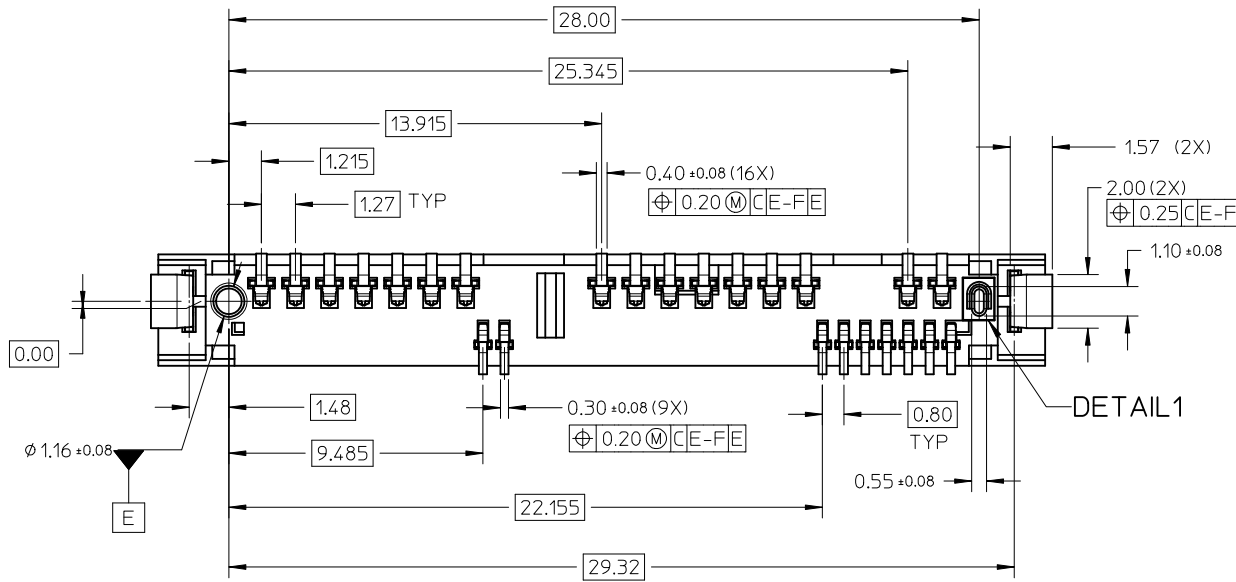 28.00
25.345
13.915
1.215
1.27 TYP
0.40 ±0.08 (16X)
⌖ 0.20 Ⓜ C E-F E
1.57 (2X)
2.00 (2X)
⌖ 0.25 C E-F
1.10 ±0.08
0.00
1.48
0.30 ±0.08 (9X)
⌖ 0.20 Ⓜ C E-F E
0.80
TYP
DETAIL1
Ø 1.16 ±0.08
9.485
0.55 ±0.08
E
22.155
29.32